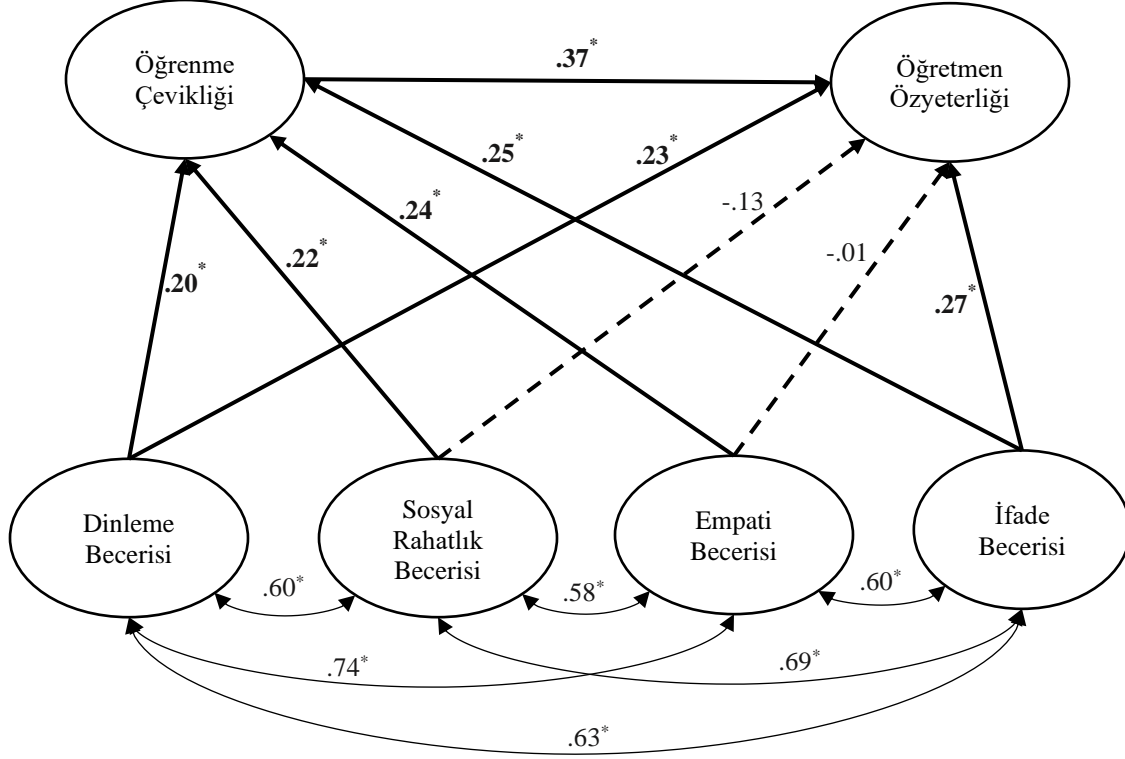 Öğrenme
Çevikliği
.37*
Öğretmen
Özyeterliği
.25*
.23*
.24*
-.13
-.01
.20*
.22*
.27*
Dinleme
Becerisi
Sosyal
Rahatlık
Becerisi
Empati
Becerisi
İfade
Becerisi
.60*
.58*
.60*
.74*
.69*
.63*